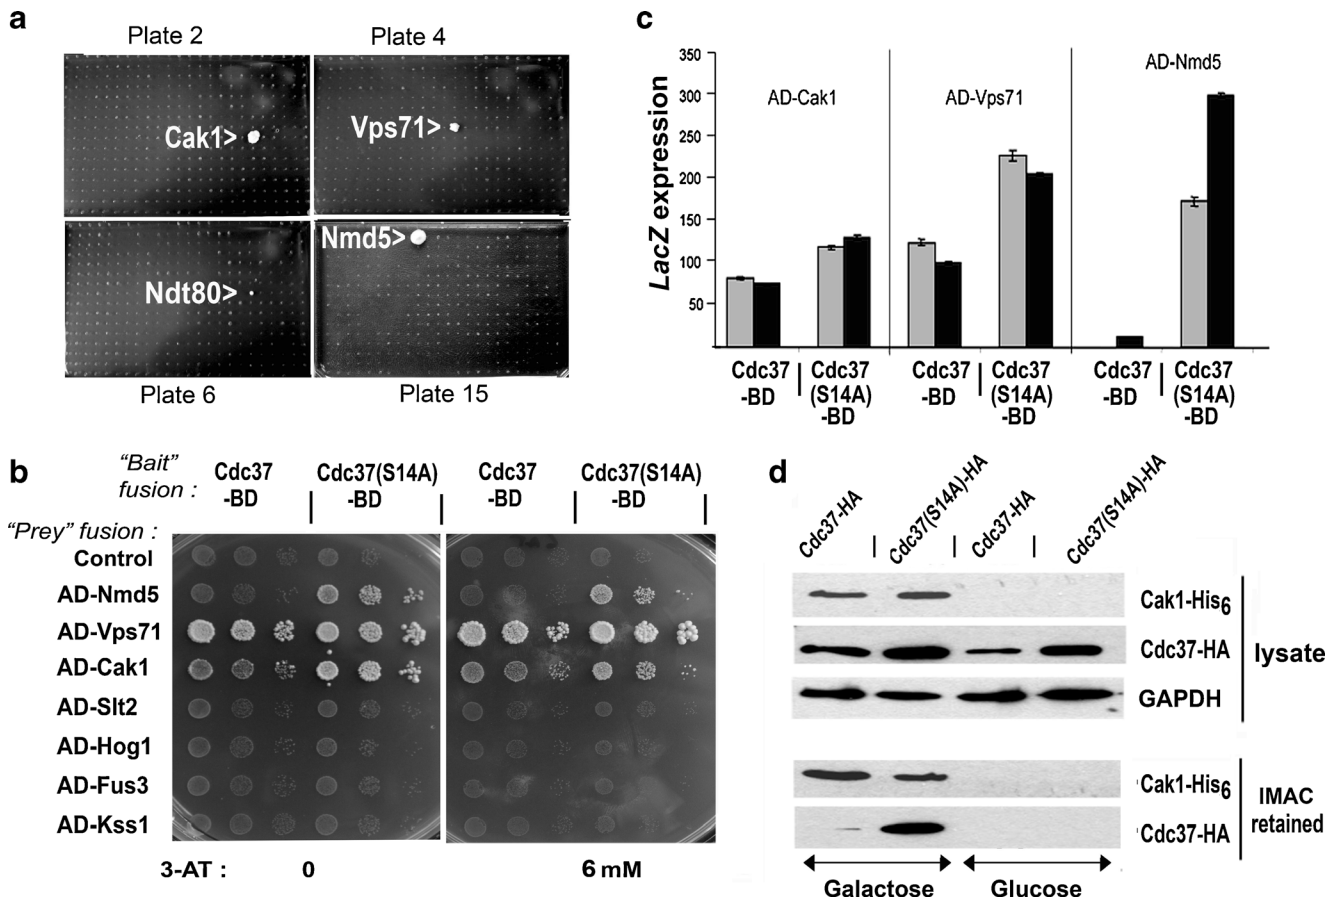 a
Plate 2
Plate 4
Cak1>
Vps71>
Ndt80>
Nmd5>
Plate 6
Plate 15
b
“Bait”
fusion :
Cdc37
-BD
|
Cdc37(S14A)
-BD
|
Cdc37
-BD
|
Cdc37(S14A)
-BD
|
“Prey” fusion :
Control
AD-Nmd5
AD-Vps71
AD-Cak1
AD-Slt2
AD-Hog1
AD-Fus3
AD-Kss1
3-AT :
0
6 mM
c
LacZ expression
350
300
250
200
150
100
50
AD-Cak1
AD-Vps71
AD-Nmd5
Cdc37
-BD
|
Cdc37
(S14A)
-BD
Cdc37
-BD
|
Cdc37
(S14A)
-BD
Cdc37
-BD
|
Cdc37
(S14A)
-BD
d
Cdc37-HA
|
Cdc37(S14A)-HA
|
Cdc37-HA
|
Cdc37(S14A)-HA
Cak1-His6
Cdc37-HA
GAPDH
lysate
Cak1-His6
Cdc37-HA
IMAC
retained
Galactose
Glucose